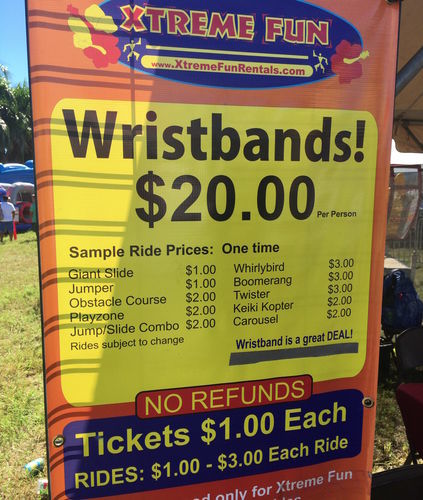 XTREME FUN
www.XtremeFunRentals.com
Wristbands!
$20.00 Per Person
Sample Ride Prices: One time
Giant Slide $1.00
Jumper $1.00
Obstacle Course $2.00
Playzone $2.00
Jump/Slide Combo $2.00
Rides subject to change
Whirlybird $3.00
Boomerang $3.00
Twister $3.00
Keiki Kopter $2.00
Carousel $2.00
Wristband is a great DEAL!
NO REFUNDS
Tickets $1.00 Each
RIDES: $1.00 - $3.00 Each Ride
only for Xtreme Fun